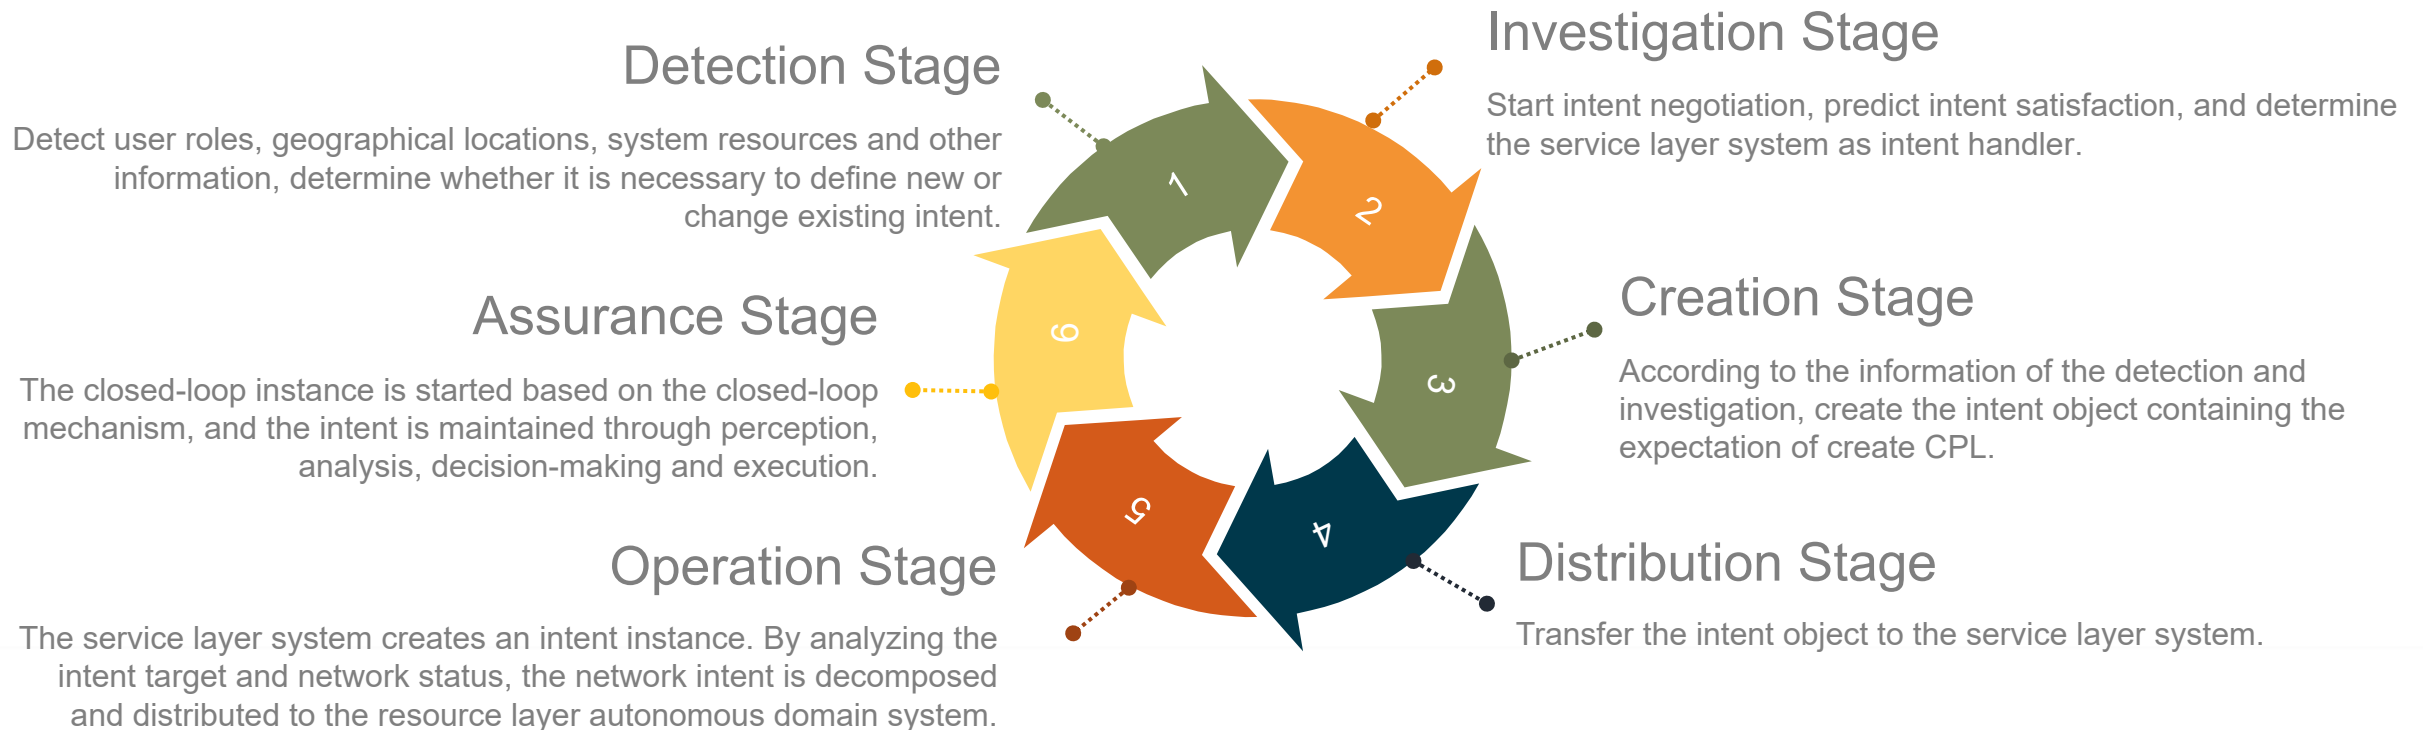 Detection Stage
Detect user roles, geographical locations, system resources and other
information, determine whether it is necessary to define new or
change existing intent.
Investigation Stage
Start intent negotiation, predict intent satisfaction, and determine
the service layer system as intent handler.
Creation Stage
According to the information of the detection and
investigation, create the intent object containing the
expectation of create CPL.
Distribution Stage
Transfer the intent object to the service layer system.
Operation Stage
The service layer system creates an intent instance. By analyzing the
intent target and network status, the network intent is decomposed
and distributed to the resource layer autonomous domain system.
Assurance Stage
The closed-loop instance is started based on the closed-loop
mechanism, and the intent is maintained through perception,
analysis, decision-making and execution.
1
2
3
4
5
6